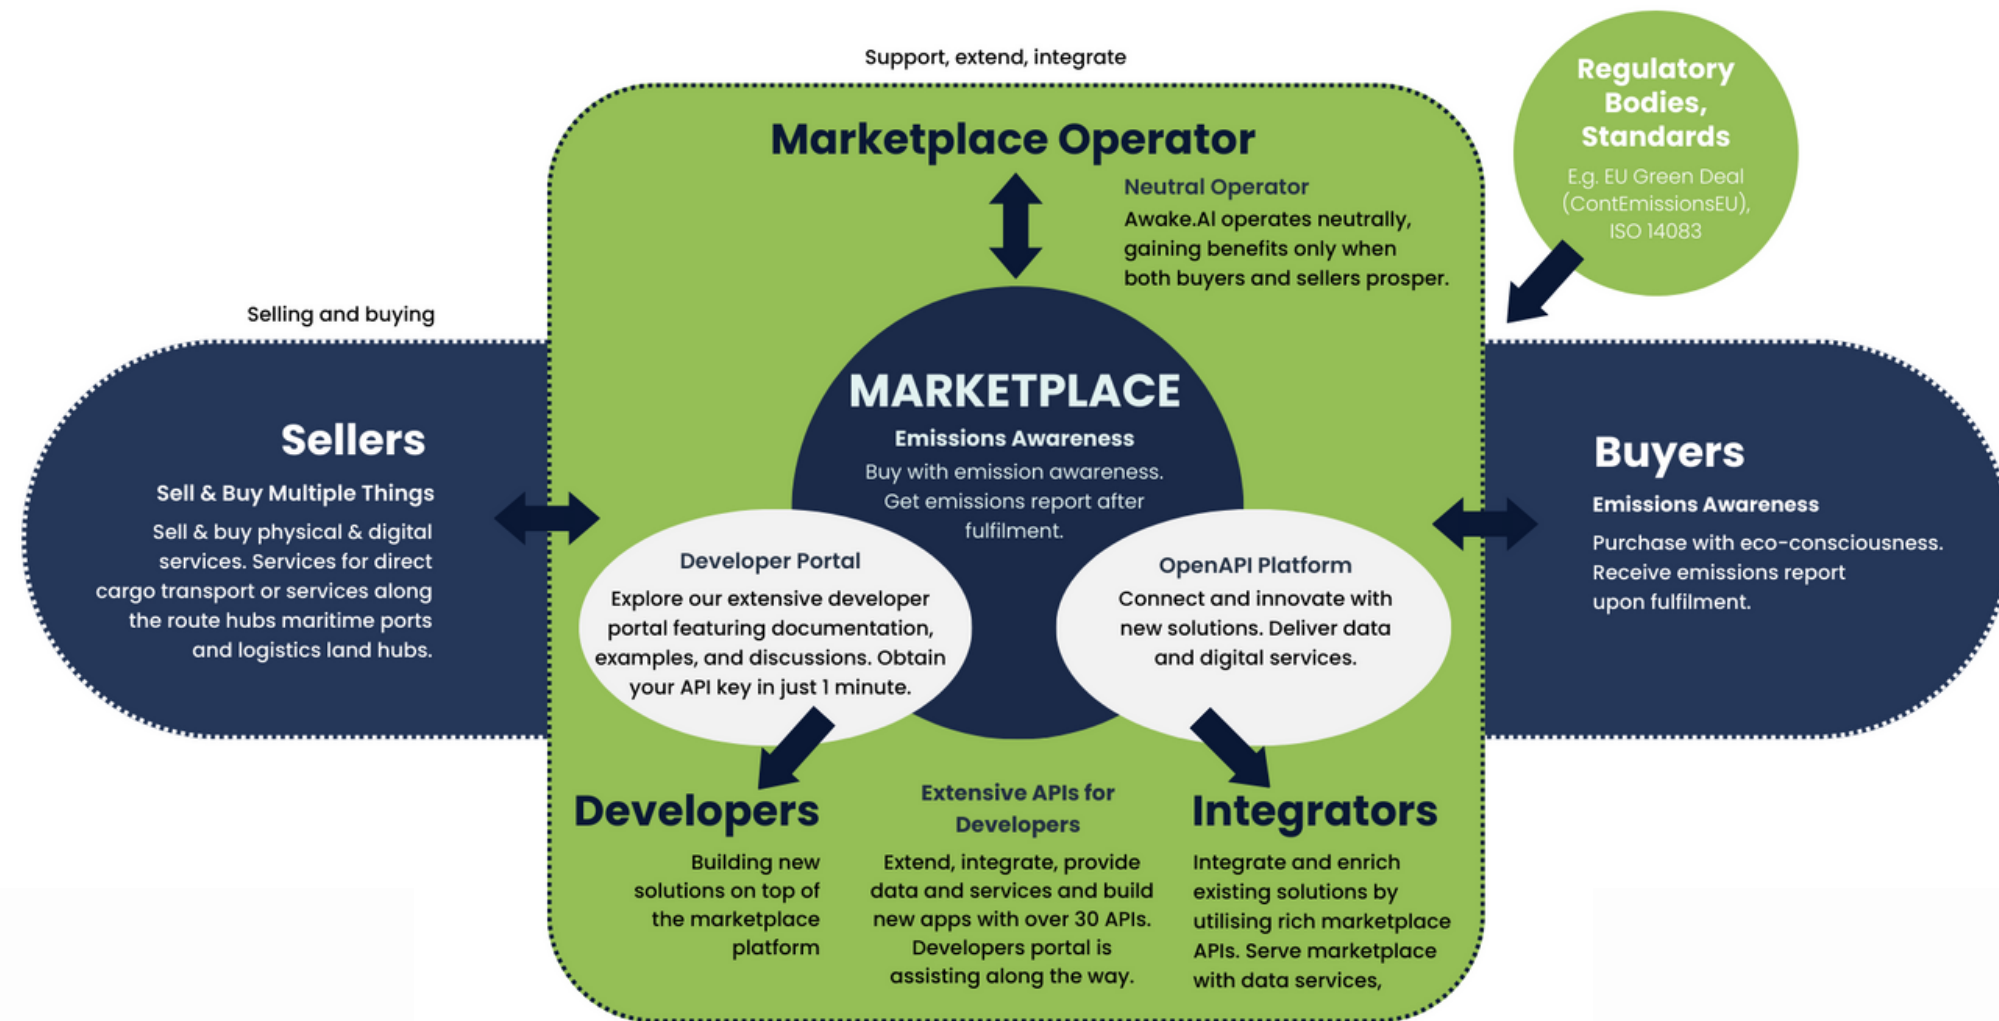 Support, extend, integrate
Marketplace Operator
Neutral Operator
Awake.AI operates neutrally,
gaining benefits only when
both buyers and sellers prosper.
Regulatory
Bodies,
Standards
E.g. EU Green Deal
(ContEmissionsEU),
ISO 14083
Selling and buying
Sellers
Sell & Buy Multiple Things
Sell & buy physical & digital
services. Services for direct
cargo transport or services along
the route hubs maritime ports
and logistics land hubs.
MARKETPLACE
Emissions Awareness
Buy with emission awareness.
Get emissions report after
fulfilment.
Buyers
Emissions Awareness
Purchase with eco-consciousness.
Receive emissions report
upon fulfilment.
Developer Portal
Explore our extensive developer
portal featuring documentation,
examples, and discussions. Obtain
your API key in just 1 minute.
OpenAPI Platform
Connect and innovate with
new solutions. Deliver data
and digital services.
Developers
Building new
solutions on top of
the marketplace
platform
Extensive APIs for
Developers
Extend, integrate, provide
data and services and build
new apps with over 30 APIs.
Developers portal is
assisting along the way.
Integrators
Integrate and enrich
existing solutions by
utilising rich marketplace
APIs. Serve marketplace
with data services,